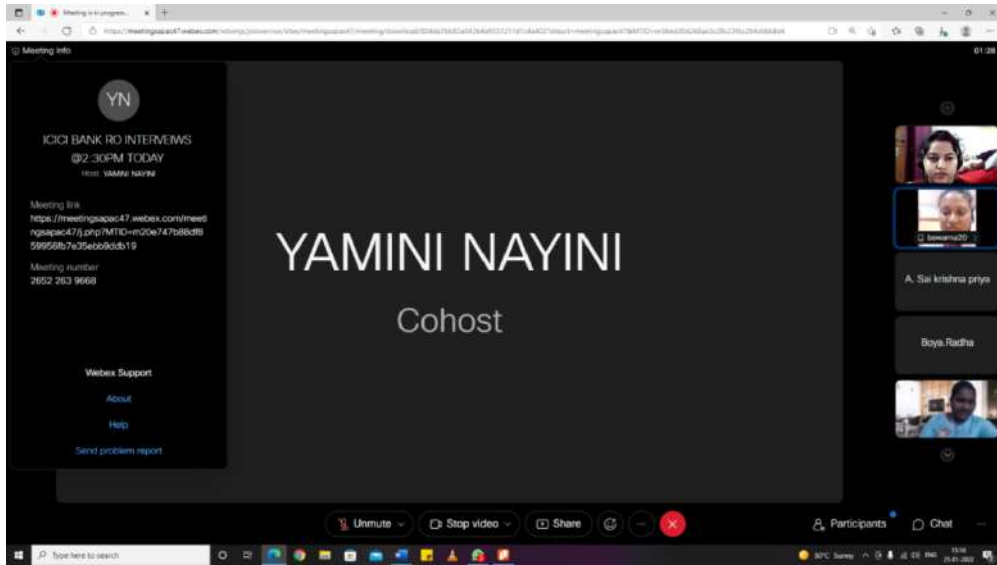 Meeting is in progress...
Meeting info
01:28
YN
ICICI BANK RO INTERVEIWS
@2:30PM TODAY
Host: YAMINI NAYINI
Meeting link
https://meetingsapac47.webex.com/meeti
ngsapac47/j.php?MTID=m20e747b88df8
59956fb7e35ebb9ddb19
Meeting number
2652 263 9668
Webex Support
About
Help
Send problem report
YAMINI NAYINI
Cohost
bswarna20
A. Sai krishna priya
Boya.Radha
Unmute
Stop video
Share
Participants
Chat
Type here to search
30°C Sunny
ENG